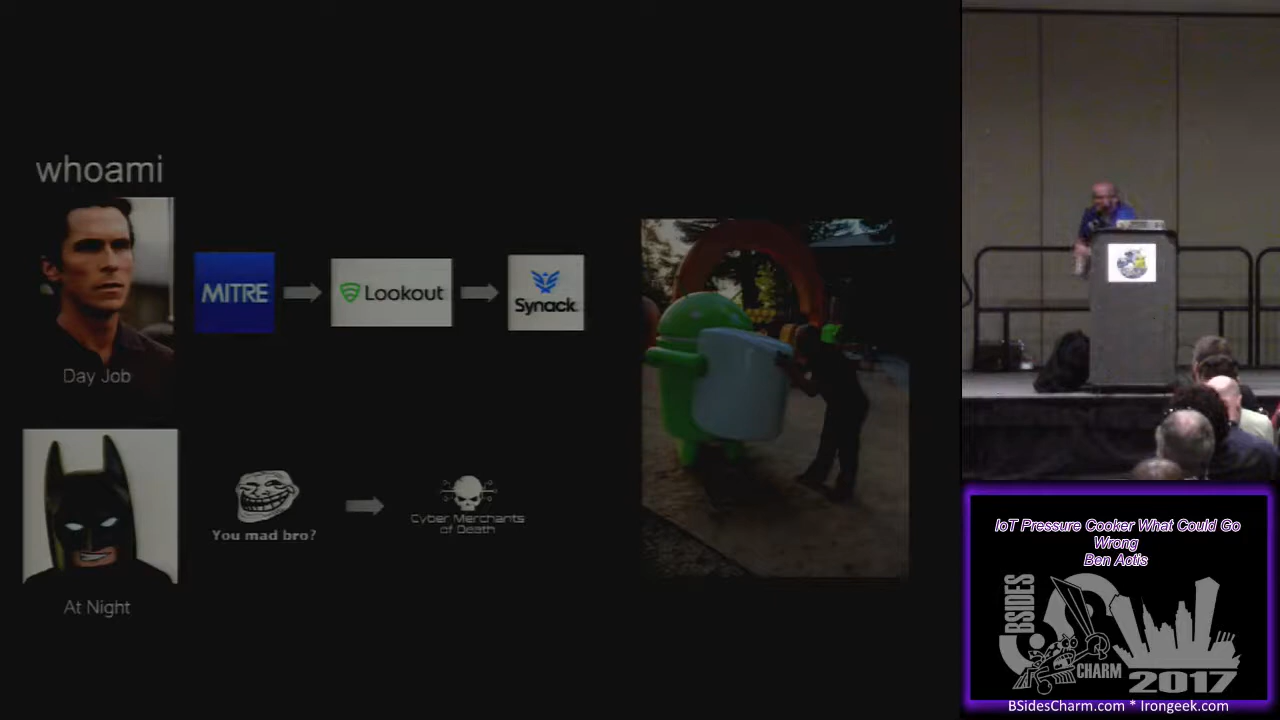 whoami
MITRE
Lookout
Synack
Day Job
You mad bro?
Cyber Merchants
of Death
At Night
IoT Pressure Cooker What Could Go
Wrong
Ben Actis
BSIDES
CHARM
2017
BSidesCharm.com * Irongeek.com